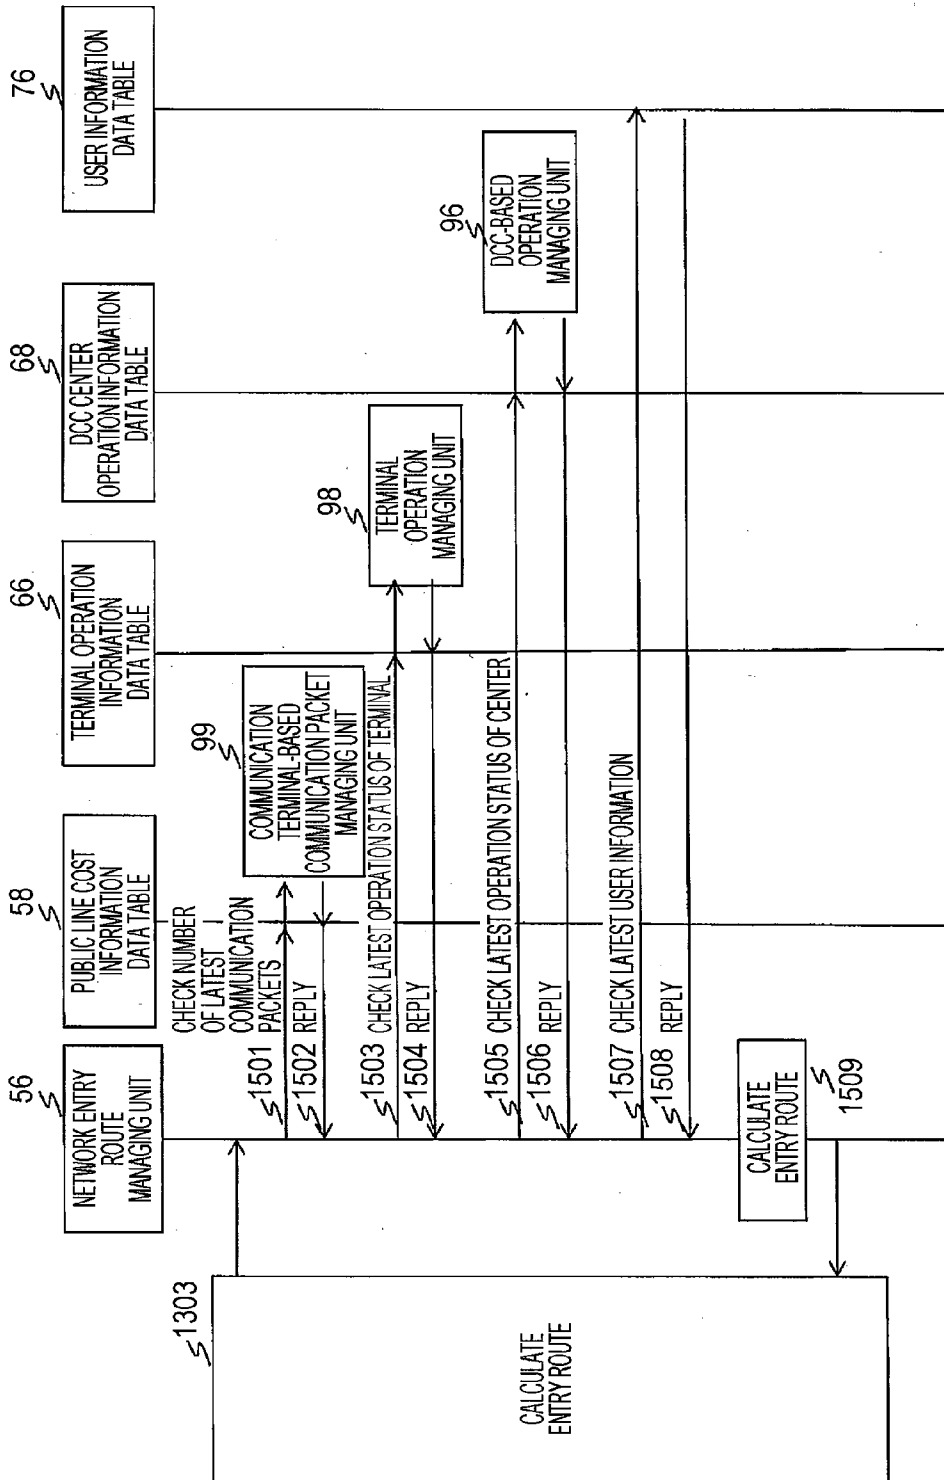 56
NETWORK ENTRY
ROUTE
MANAGING UNIT
58
PUBLIC LINE COST
INFORMATION
DATA TABLE
66
TERMINAL OPERATION
INFORMATION
DATA TABLE
68
DCC CENTER
OPERATION INFORMATION
DATA TABLE
76
USER INFORMATION
DATA TABLE
1303
CALCULATE
ENTRY ROUTE
CHECK NUMBER
OF LATEST
COMMUNICATION
PACKETS
1501
1502 REPLY
99
COMMUNICATION
TERMINAL-BASED
COMMUNICATION PACKET
MANAGING UNIT
1503 CHECK LATEST OPERATION STATUS OF TERMINAL
1504 REPLY
98
TERMINAL
OPERATION
MANAGING UNIT
1505 CHECK LATEST OPERATION STATUS OF CENTER
1506 REPLY
96
DCC-BASED
OPERATION
MANAGING UNIT
1507 CHECK LATEST USER INFORMATION
1508 REPLY
CALCULATE
ENTRY ROUTE
1509